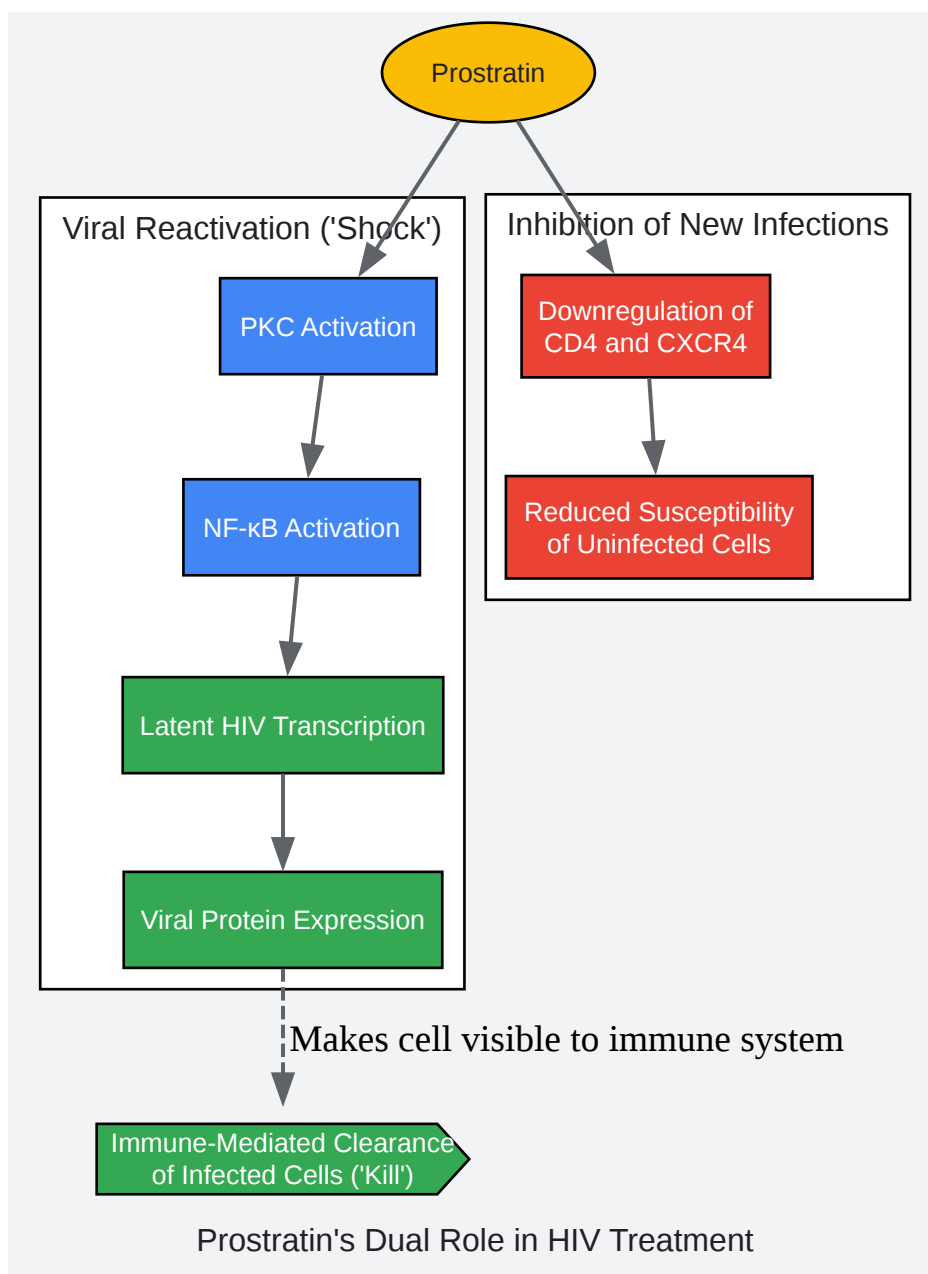 Prostratin
Viral Reactivation ('Shock')
PKC Activation
NF-κB Activation
Latent HIV Transcription
Viral Protein Expression
Inhibition of New Infections
Downregulation of
CD4 and CXCR4
Reduced Susceptibility
of Uninfected Cells
Makes cell visible to immune system
Immune-Mediated Clearance
of Infected Cells ('Kill')
Prostratin's Dual Role in HIV Treatment